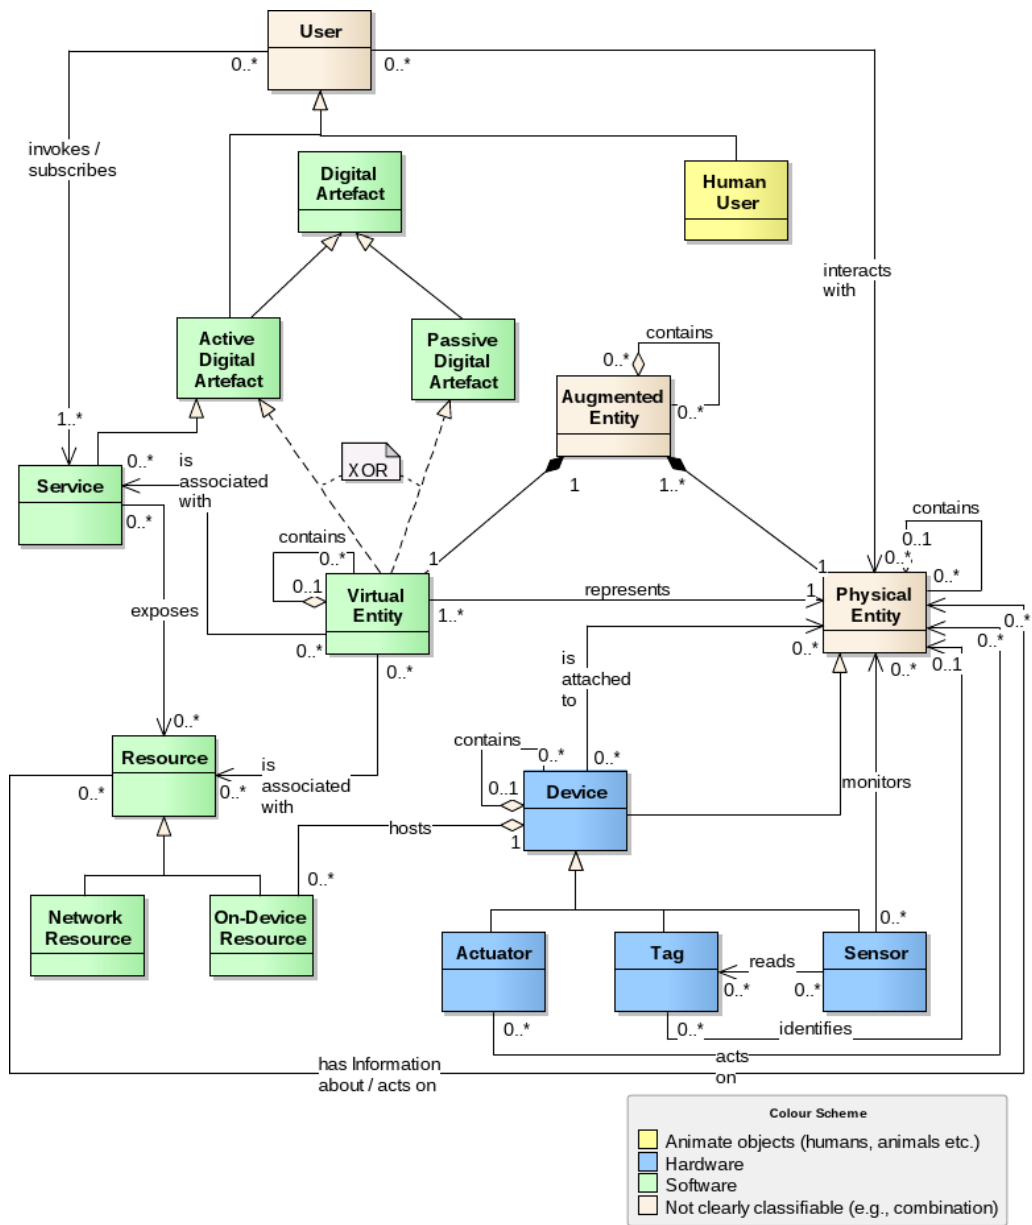 User
0..*
0..*
invokes /
subscribes
Digital
Artefact
Human
User
interacts
with
Active
Digital
Artefact
Passive
Digital
Artefact
contains
0..*
Augmented
Entity
0..*
1..*
0..*
is
associated
with
XOR
1
1..*
Service
0..*
contains
0..*
0..1
1
contains
0..1
0..*
0..*
1
Virtual
Entity
represents
1
Physical
Entity
exposes
1..*
0..*
0..*
0..*
0..*
0..*
0..1
0..*
is
attached
to
0..*
Resource
0..*
0..*
is
associated
with
contains
0..*
0..*
0..1
Device
monitors
hosts
1
0..*
Network
Resource
On-Device
Resource
0..*
Actuator
Tag
reads
Sensor
0..*
0..*
0..*
0..*
identifies
has Information
about / acts on
acts
on
Colour Scheme
Animate objects (humans, animals etc.)
Hardware
Software
Not clearly classifiable (e.g., combination)